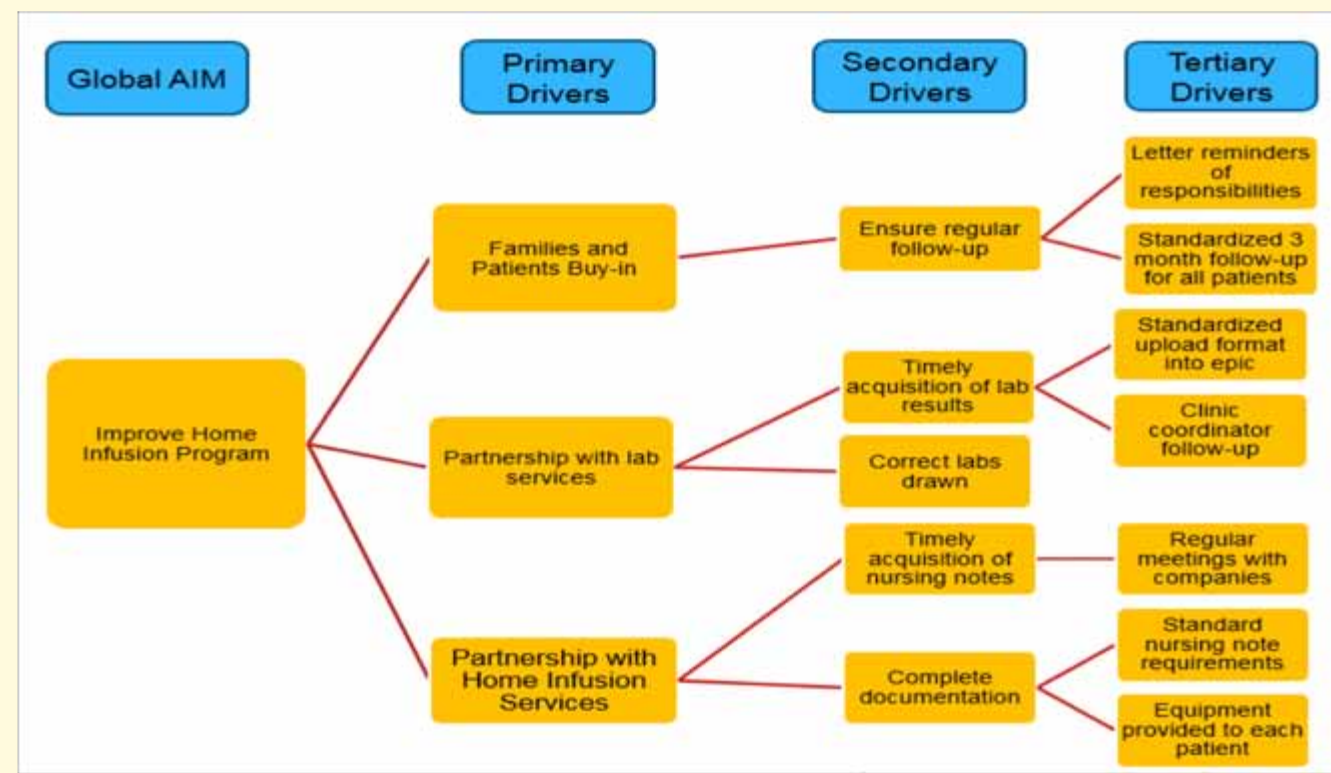 Global AIM
Primary
Drivers
Secondary
Drivers
Tertiary
Drivers
Improve Home
Infusion Program
Families and
Patients Buy-in
Ensure regular
follow-up
Letter reminders
of
responsibilities
Standardized 3
month follow-up
for all patients
Partnership with lab
services
Timely
acquisition of lab
results
Standardized
upload format
into epic
Clinic
coordinator
follow-up
Correct labs
drawn
Partnership with
Home Infusion
Services
Timely
acquisition of
nursing notes
Regular
meetings with
companies
Complete
documentation
Standard
nursing note
requirements
Equipment
provided to each
patient